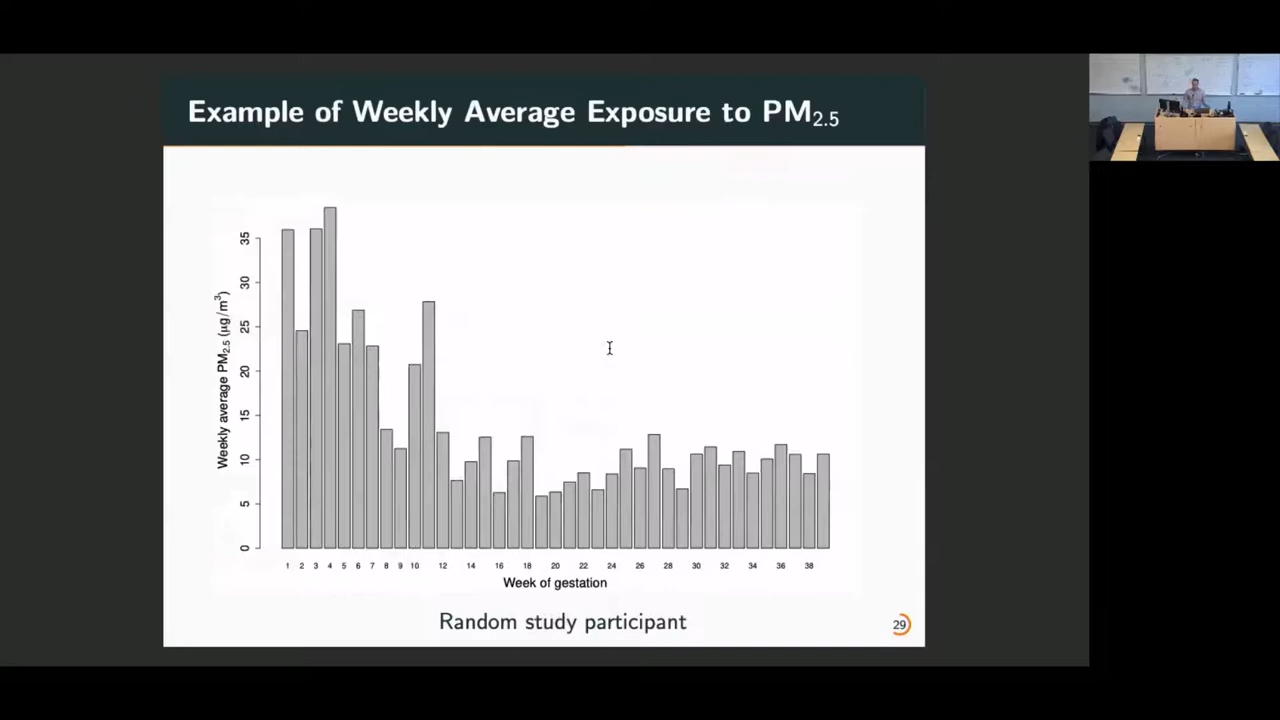 Example of Weekly Average Exposure to PM2.5
Weekly average PM2.5 (µg/m³)
35
30
25
20
15
10
5
0
1 2 3 4 5 6 7 8 9 10 12 14 16 18 20 22 24 26 28 30 32 34 36 38
Week of gestation
Random study participant
29